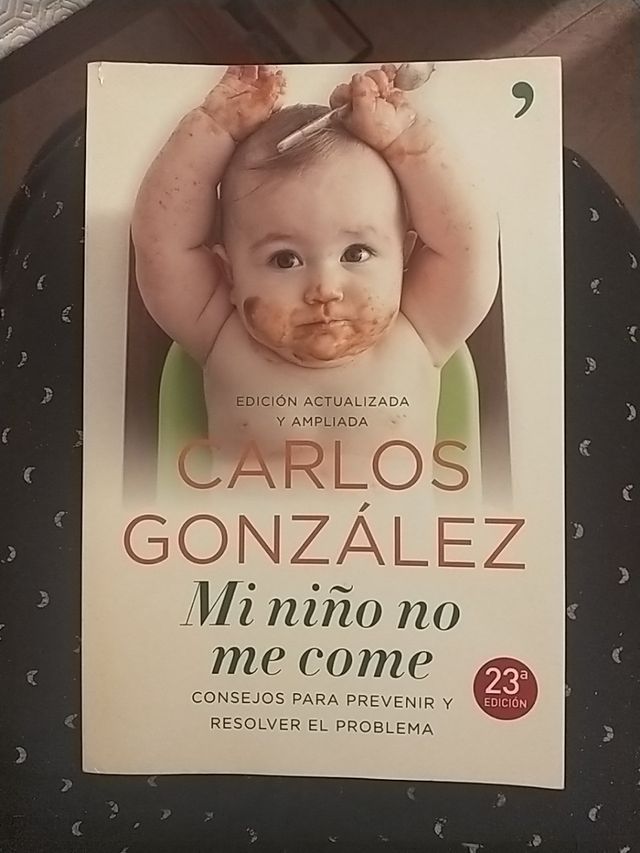 EDICIÓN ACTUALIZADA
Y AMPLIADA
CARLOS
GONZÁLEZ
Mi niño no
me come
CONSEJOS PARA PREVENIR Y
RESOLVER EL PROBLEMA
23ª
EDICIÓN